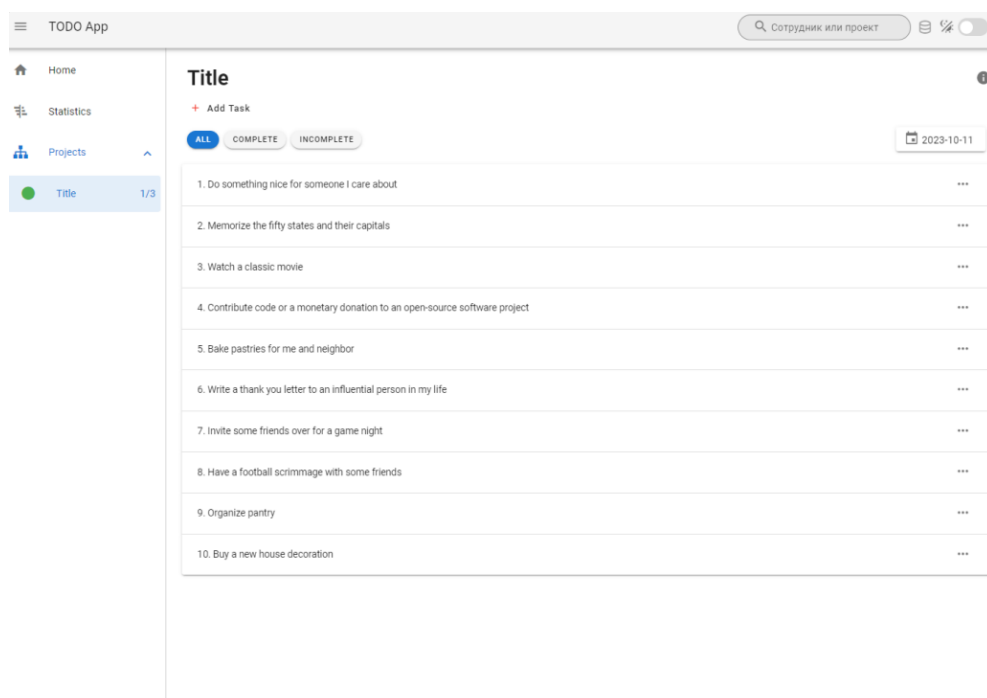 TODO App
Сотрудник или проект
Home
Statistics
Projects
Title 1/3
Title
+ Add Task
ALL COMPLETE INCOMPLETE
2023-10-11
1. Do something nice for someone I care about
2. Memorize the fifty states and their capitals
3. Watch a classic movie
4. Contribute code or a monetary donation to an open-source software project
5. Bake pastries for me and neighbor
6. Write a thank you letter to an influential person in my life
7. Invite some friends over for a game night
8. Have a football scrimmage with some friends
9. Organize pantry
10. Buy a new house decoration